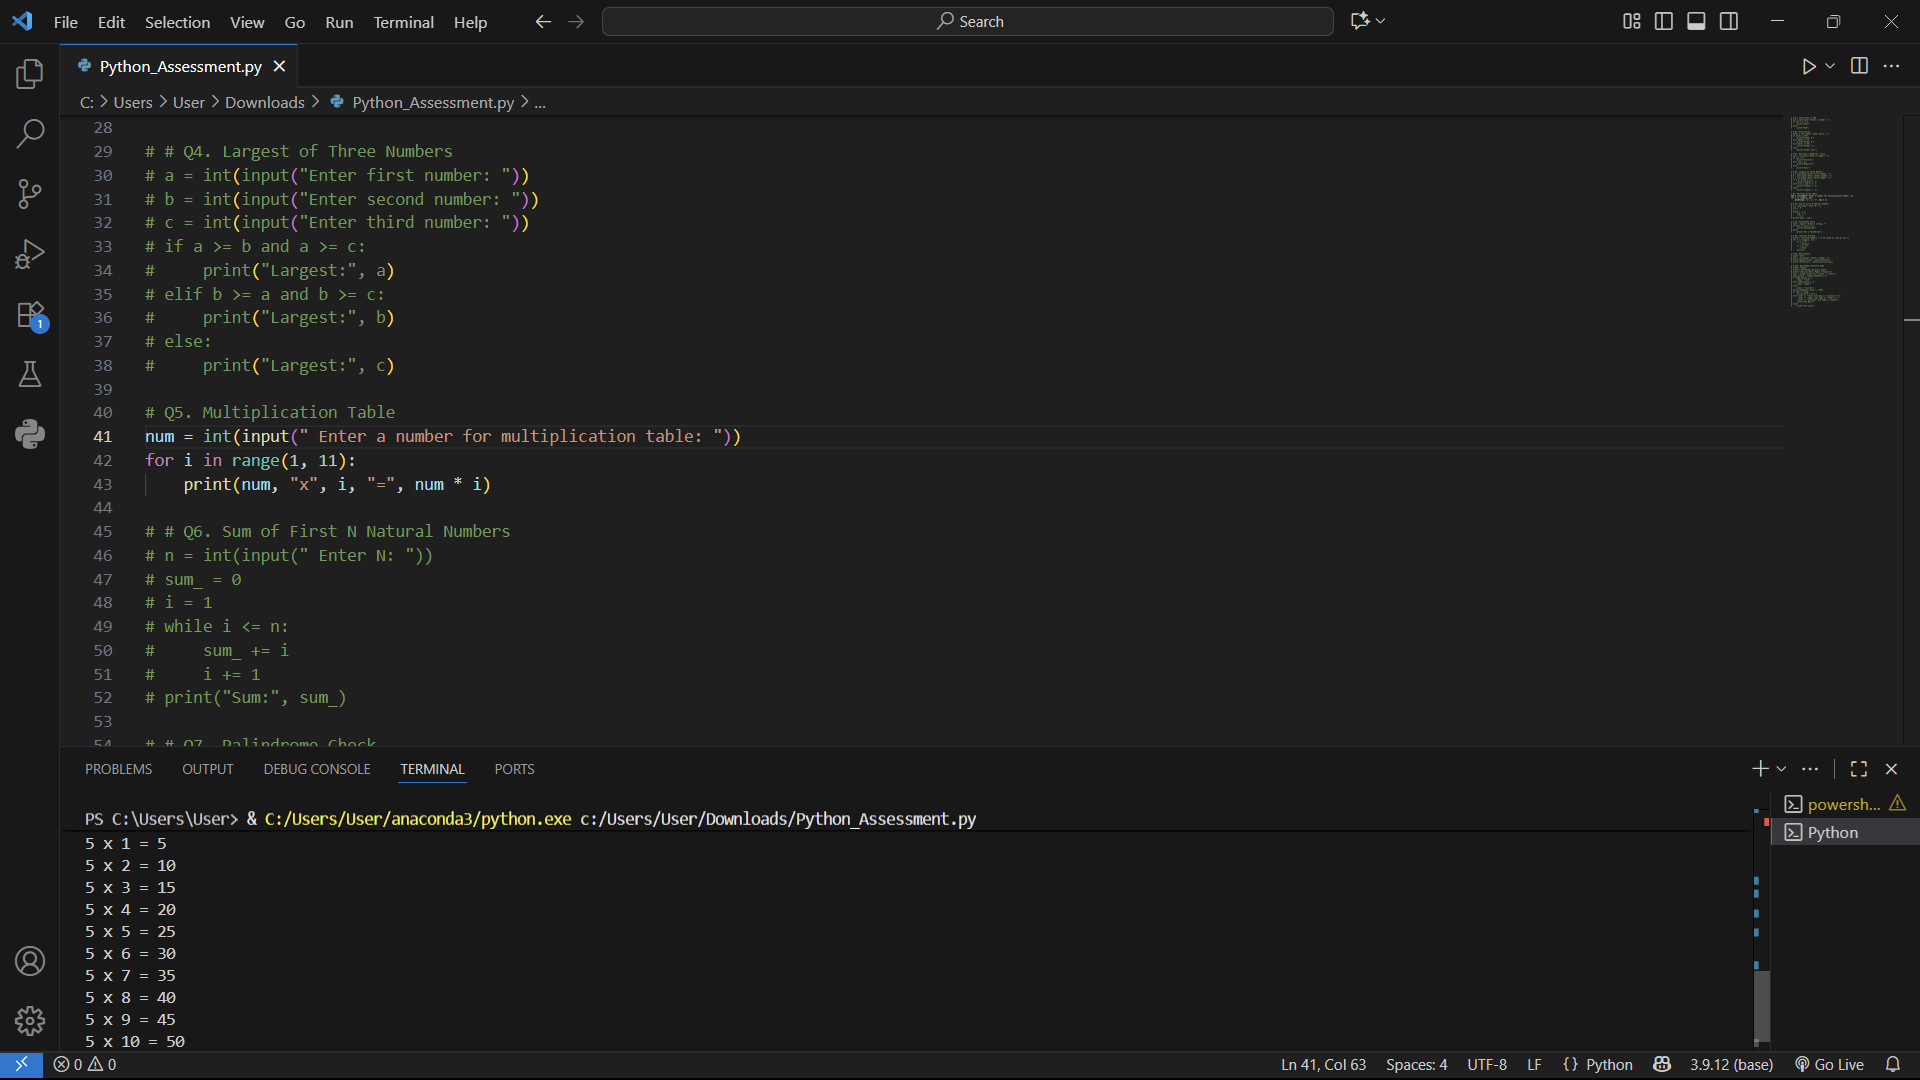 File Edit Selection View Go Run Terminal Help
Search
Python_Assessment.py
C: > Users > User > Downloads > Python_Assessment.py > ...
28
29 # # Q4. Largest of Three Numbers
30 # a = int(input("Enter first number: "))
31 # b = int(input("Enter second number: "))
32 # c = int(input("Enter third number: "))
33 # if a >= b and a >= c:
34 #     print("Largest:", a)
35 # elif b >= a and b >= c:
36 #     print("Largest:", b)
37 # else:
38 #     print("Largest:", c)
39
40 # Q5. Multiplication Table
41 num = int(input(" Enter a number for multiplication table: "))
42 for i in range(1, 11):
43     print(num, "x", i, "=", num * i)
44
45 # # Q6. Sum of First N Natural Numbers
46 # n = int(input(" Enter N: "))
47 # sum_ = 0
48 # i = 1
49 # while i <= n:
50 #     sum_ += i
51 #     i += 1
52 # print("Sum:", sum_)
53
54 # # Q7. Palindrome Check
1
PROBLEMS OUTPUT DEBUG CONSOLE TERMINAL PORTS
PS C:\Users\User> & C:/Users/User/anaconda3/python.exe c:/Users/User/Downloads/Python_Assessment.py
5 x 1 = 5
5 x 2 = 10
5 x 3 = 15
5 x 4 = 20
5 x 5 = 25
5 x 6 = 30
5 x 7 = 35
5 x 8 = 40
5 x 9 = 45
5 x 10 = 50
powersh...
Python
0 0
Ln 41, Col 63 Spaces: 4 UTF-8 LF {} Python 3.9.12 (base) Go Live